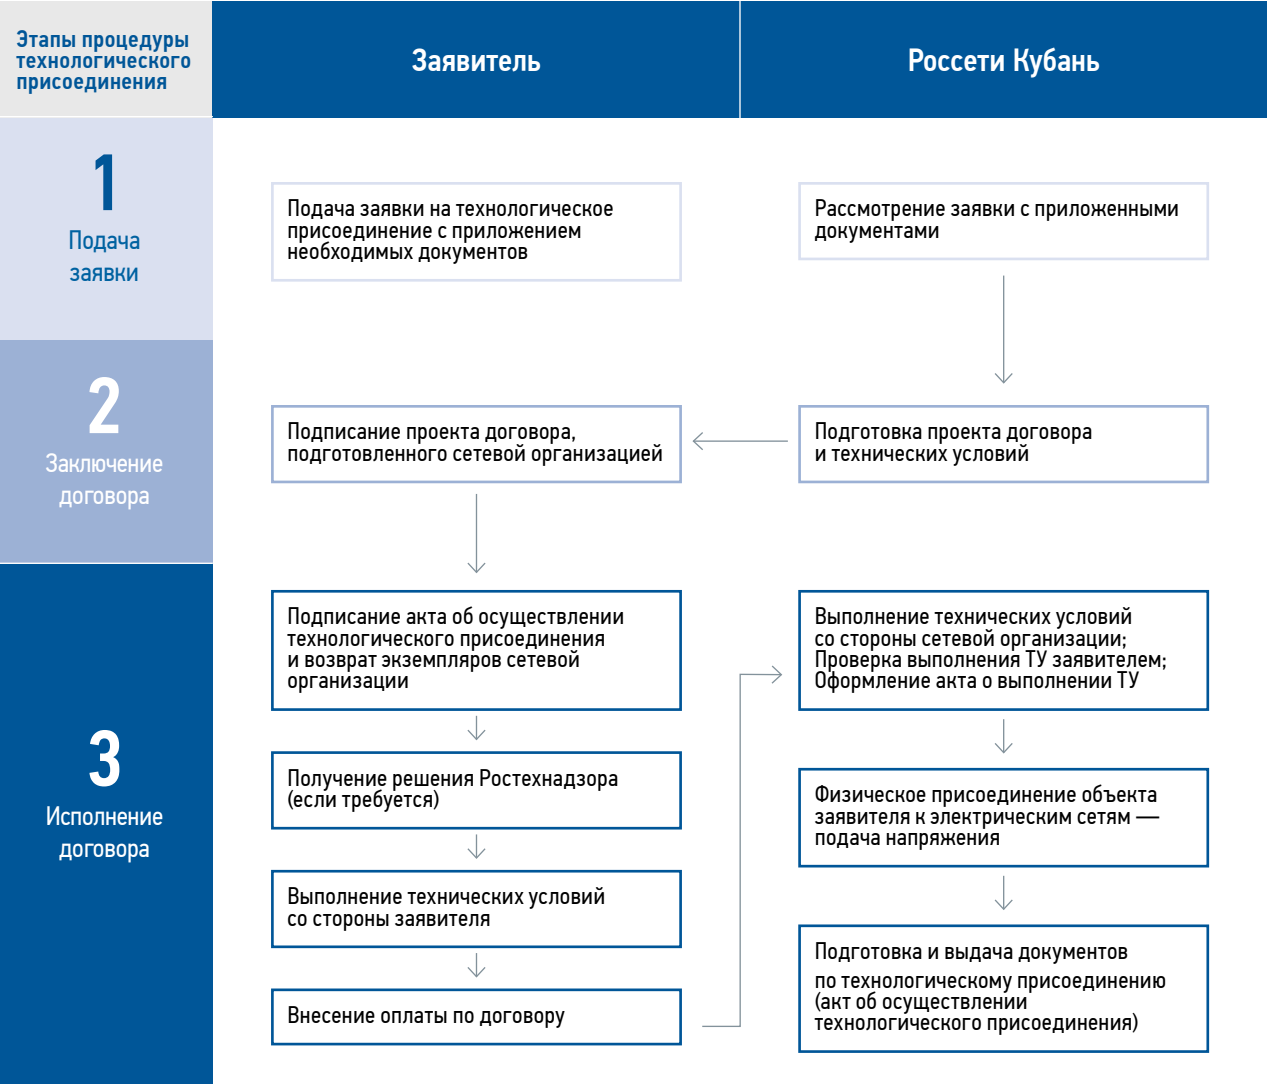 Этапы процедуры
технологического
присоединения
Заявитель
Россети Кубань
1
Подача
заявки
Подача заявки на технологическое
присоединение с приложением
необходимых документов
Рассмотрение заявки с приложенными
документами
2
Заключение
договора
Подписание проекта договора,
подготовленного сетевой организацией
Подготовка проекта договора
и технических условий
3
Исполнение
договора
Подписание акта об осуществлении
технологического присоединения
и возврат экземпляров сетевой
организации
Получение решения Ростехнадзора
(если требуется)
Выполнение технических условий
со стороны заявителя
Внесение оплаты по договору
Выполнение технических условий
со стороны сетевой организации;
Проверка выполнения ТУ заявителем;
Оформление акта о выполнении ТУ
Физическое присоединение объекта
заявителя к электрическим сетям —
подача напряжения
Подготовка и выдача документов
по технологическому присоединению
(акт об осуществлении
технологического присоединения)